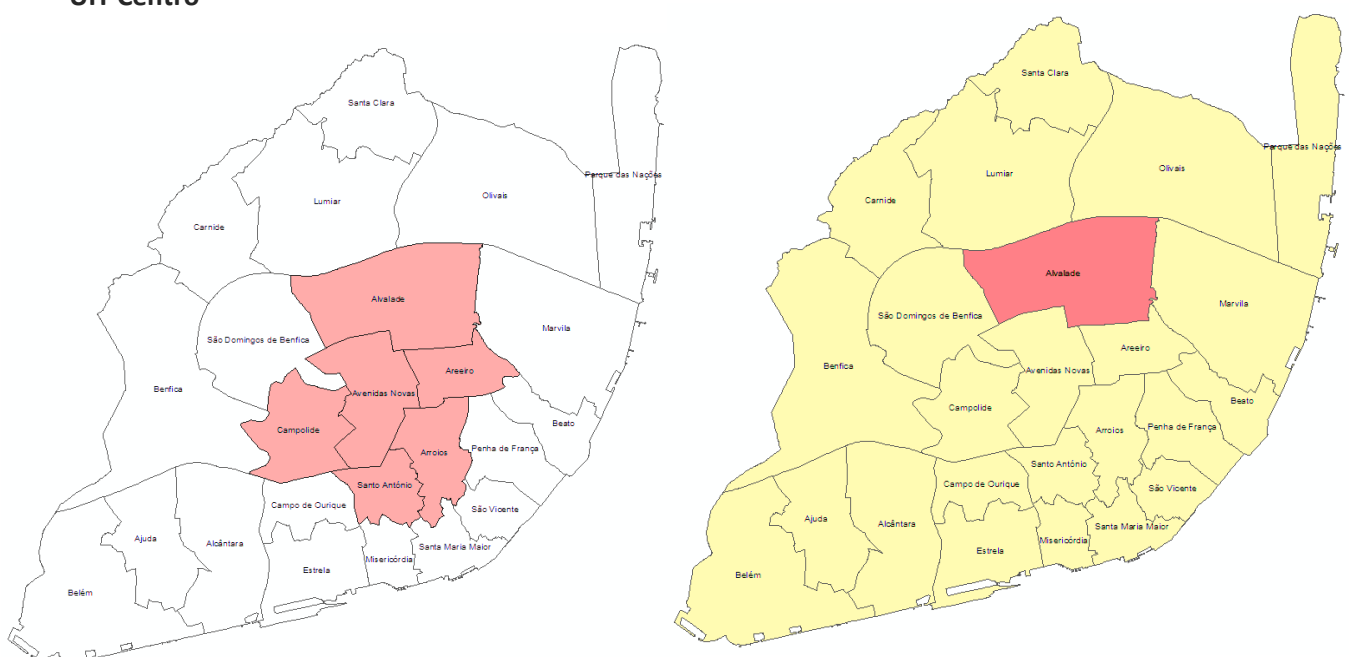 UIT Centro
Santa Clara
Olivais
Parque das Nações
Lumiar
Carnide
Alvalade
Marvila
São Domingos de Benfica
Areeiro
Benfica
Avenidas Novas
Beato
Campolide
Penha de França
Arroios
Santo António
Campo de Ourique
São Vicente
Ajuda
Alcântara
Santa Maria Maior
Misericórdia
Estrela
Belém
Santa Clara
Parque das Nações
Olivais
Lumiar
Carnide
Alvalade
Marvila
São Domingos de Benfica
Areeiro
Benfica
Avenidas Novas
Beato
Campolide
Arroios
Penha de França
Santo António
Campo de Ourique
São Vicente
Ajuda
Alcântara
Santa Maria Maior
Misericórdia
Estrela
Belém